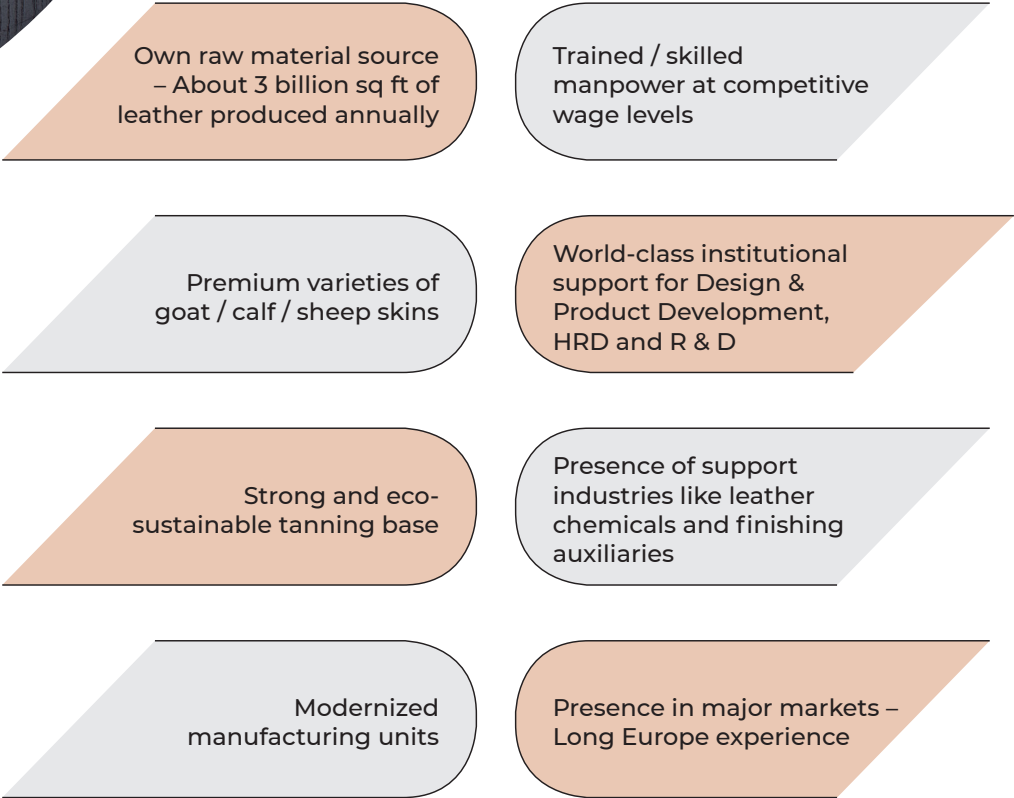 Own raw material source
– About 3 billion sq ft of
leather produced annually
Trained / skilled
manpower at competitive
wage levels
Premium varieties of
goat / calf / sheep skins
World-class institutional
support for Design &
Product Development,
HRD and R & D
Strong and eco-
sustainable tanning base
Presence of support
industries like leather
chemicals and finishing
auxiliaries
Modernized
manufacturing units
Presence in major markets –
Long Europe experience